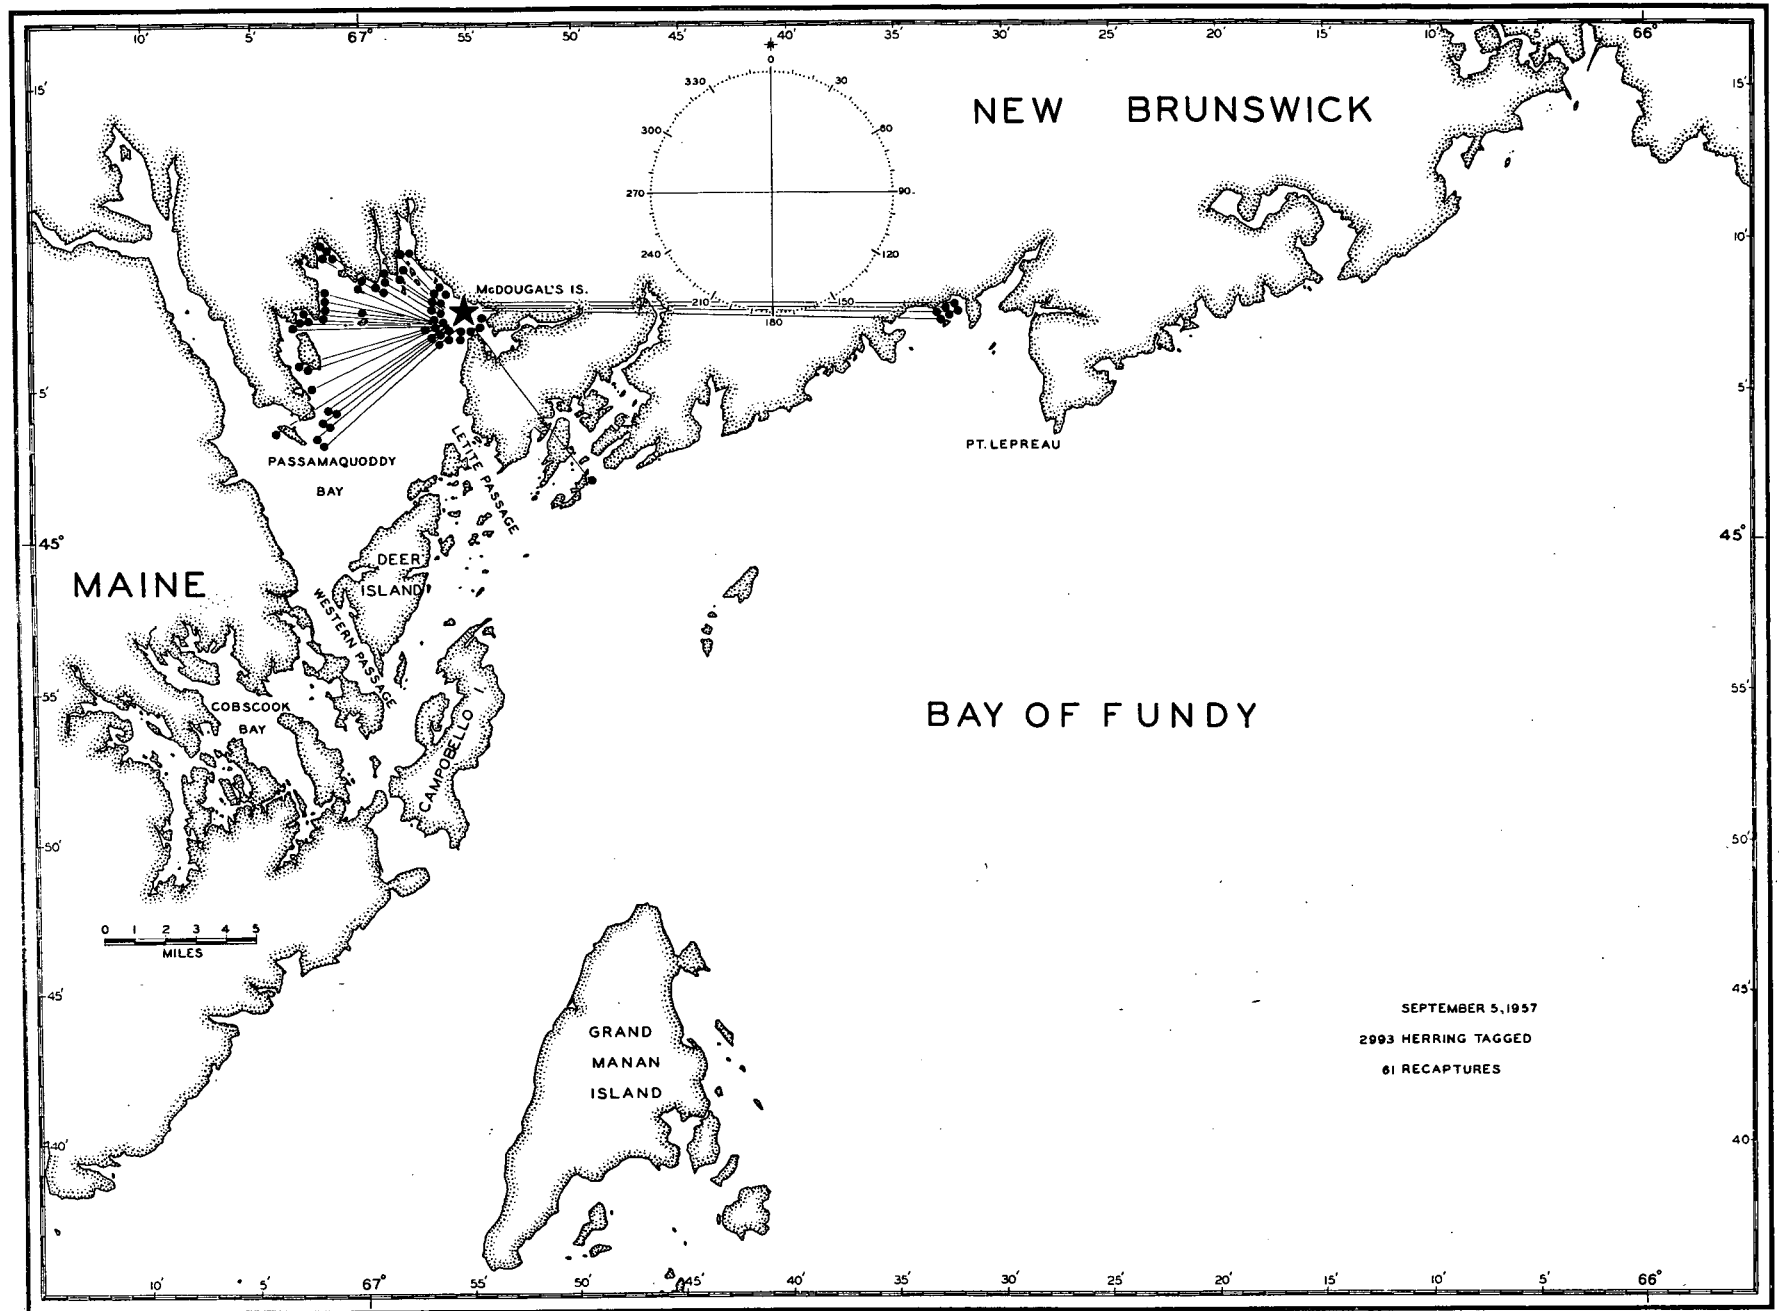 10' 5' 67° 55' 50' 45' 40' 35' 30' 25' 20' 15' 10' 5' 66°
0
330 30
15' 15'
NEW BRUNSWICK
300 60
270 90
10'
240 120
McDOUGAL'S IS.
210 150
180
5' 5'
PT. LEPREAU
LETITE PASSAGE
PASSAMAQUODDY
BAY
45° 45°
DEER
ISLAND
MAINE
WESTERN PASSAGE
55' 55'
COBSCOOK
BAY
CAMPOBELLO I
BAY OF FUNDY
50' 50'
0 1 2 3 4 5
MILES
45' 45'
SEPTEMBER 5, 1957
2993 HERRING TAGGED
61 RECAPTURES
GRAND
MANAN
ISLAND
40' 40'
10' 5' 67° 55' 50' 45' 40' 35' 30' 25' 20' 15' 10' 5' 66°